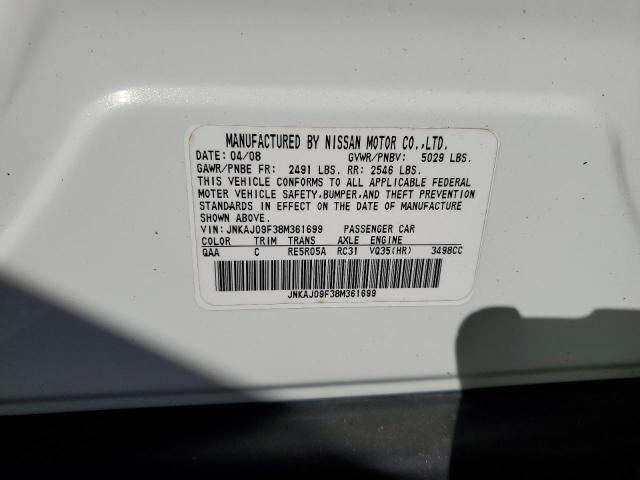 MANUFACTURED BY NISSAN MOTOR CO.,LTD.
DATE: 04/08 GVWR/PNBV: 5029 LBS.
GAWR/PNBE FR: 2491 LBS. RR: 2546 LBS.
THIS VEHICLE CONFORMS TO ALL APPLICABLE FEDERAL
MOTOR VEHICLE SAFETY,BUMPER,AND THEFT PREVENTION
STANDARDS IN EFFECT ON THE DATE OF MANUFACTURE
SHOWN ABOVE.
VIN: JNKAJ09F38M361699 PASSENGER CAR
COLOR TRIM TRANS AXLE ENGINE
QAA C RE5R05A RC31 VQ35(HR) 3498CC
JNKAJ09F38M361699